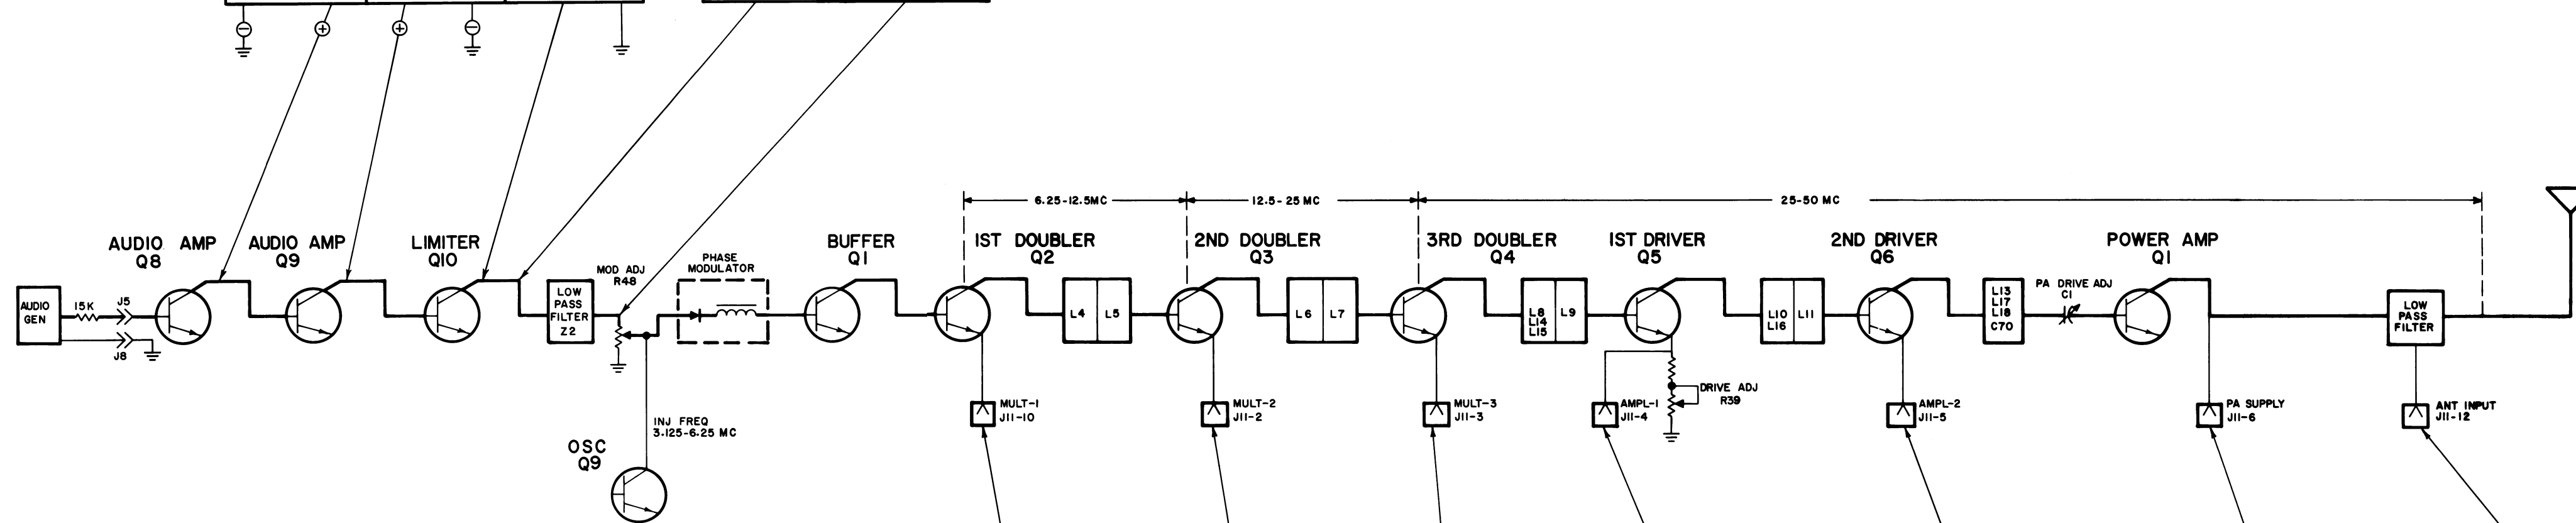 6.25-12.5MC
12.5-25 MC
25-50 MC
AUDIO AMP
Q8
AUDIO AMP
Q9
LIMITER
Q10
BUFFER
Q1
1ST DOUBLER
Q2
2ND DOUBLER
Q3
3RD DOUBLER
Q4
1ST DRIVER
Q5
2ND DRIVER
Q6
POWER AMP
Q1
AUDIO
GEN
15K
J5
J8
LOW
PASS
FILTER
Z2
MOD ADJ
R48
PHASE
MODULATOR
L4
L5
L6
L7
L8
L14
L15
L9
L10
L16
L11
L13
L17
L18
C70
PA DRIVE ADJ
C1
LOW
PASS
FILTER
INJ FREQ
3.125-6.25 MC
OSC
Q9
MULT-1
J11-10
MULT-2
J11-2
MULT-3
J11-3
AMPL-1
J11-4
DRIVE ADJ
R39
AMPL-2
J11-5
PA SUPPLY
J11-6
ANT INPUT
J11-12